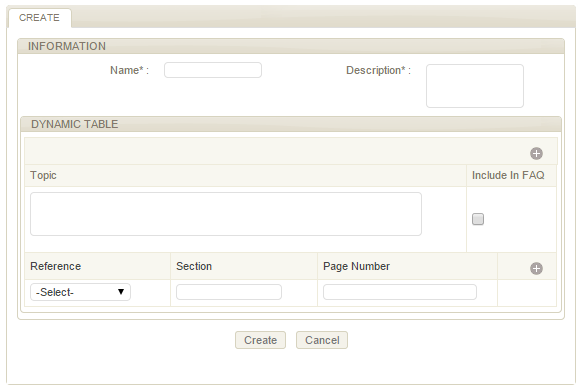 CREATE
INFORMATION
Name* : Description* :
DYNAMIC TABLE
Topic Include In FAQ
Reference Section Page Number
-Select-
Create Cancel